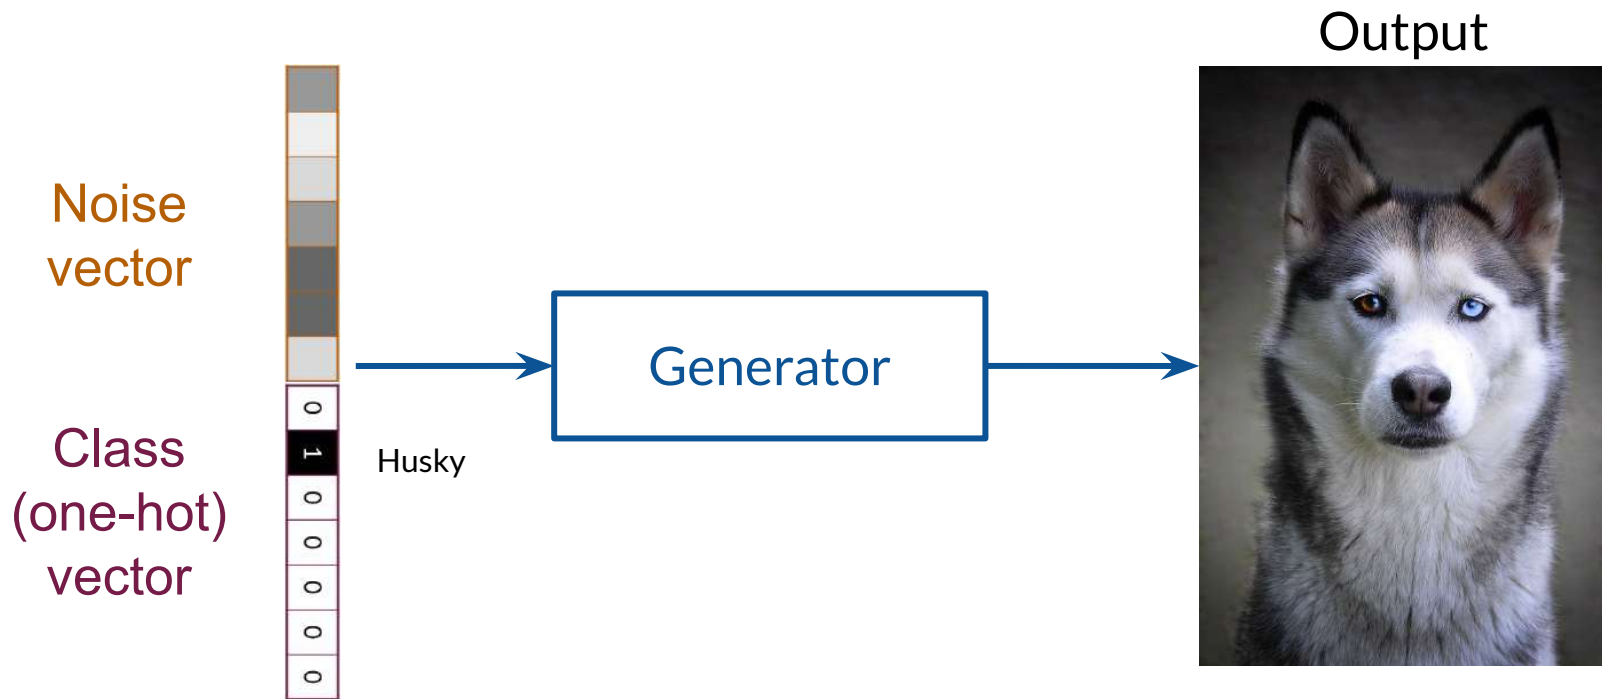 Output
Noise
vector
Generator
0
1
0
0
0
0
0
Husky
Class
(one-hot)
vector